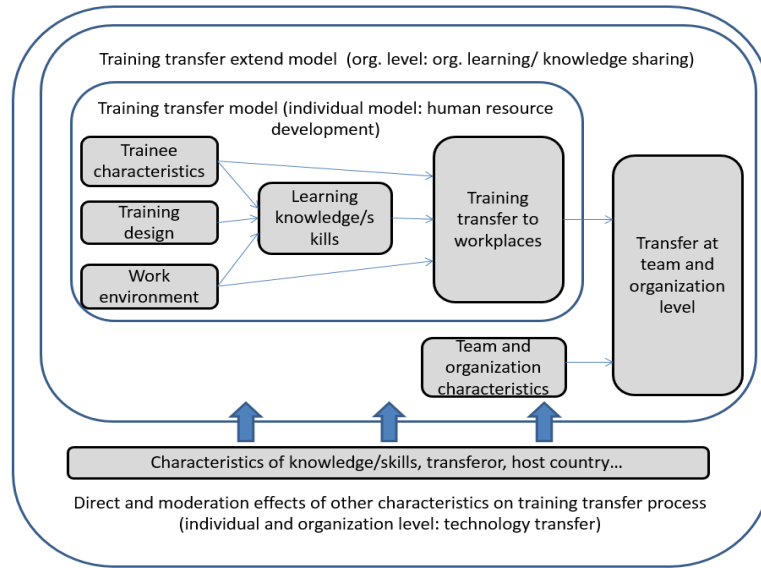 Training transfer extend model  (org. level: org. learning/ knowledge sharing)
Training transfer model (individual model: human resource
development)
Trainee
characteristics
Training
design
Work
environment
Learning
knowledge/s
kills
Training
transfer to
workplaces
Transfer at
team and
organization
level
Team and
organization
characteristics
Characteristics of knowledge/skills, transferor, host country...
Direct and moderation effects of other characteristics on training transfer process
(individual and organization level: technology transfer)